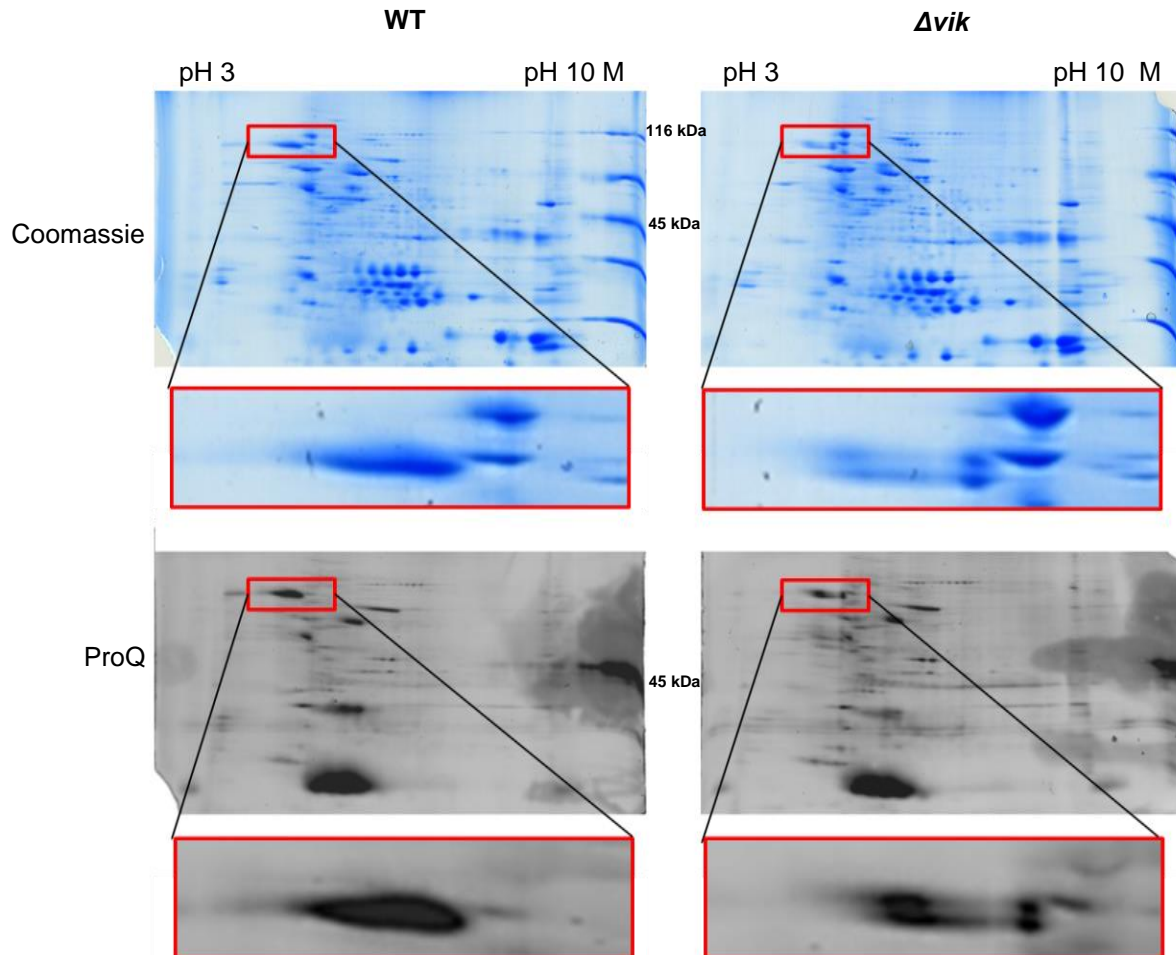 WT
Δvik
pH 3
pH 10 M
pH 3
pH 10 M
116 kDa
Coomassie
45 kDa
ProQ
45 kDa